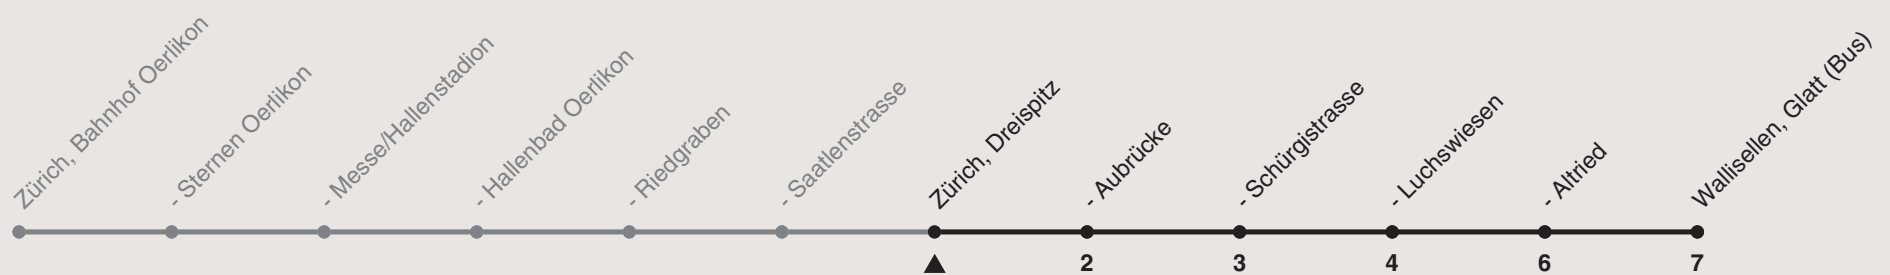 Zürich, Bahnhof Oerlikon
- Sternen Oerlikon
- Messe/Hallenstadion
- Hallenbad Oerlikon
- Riedgraben
- Saatlenstrasse
Zürich, Dreispitz
- Aubrücke
- Schürgistrasse
- Luchswiesen
- Altried
Wallisellen, Glatt (Bus)
2 3 4 6 7